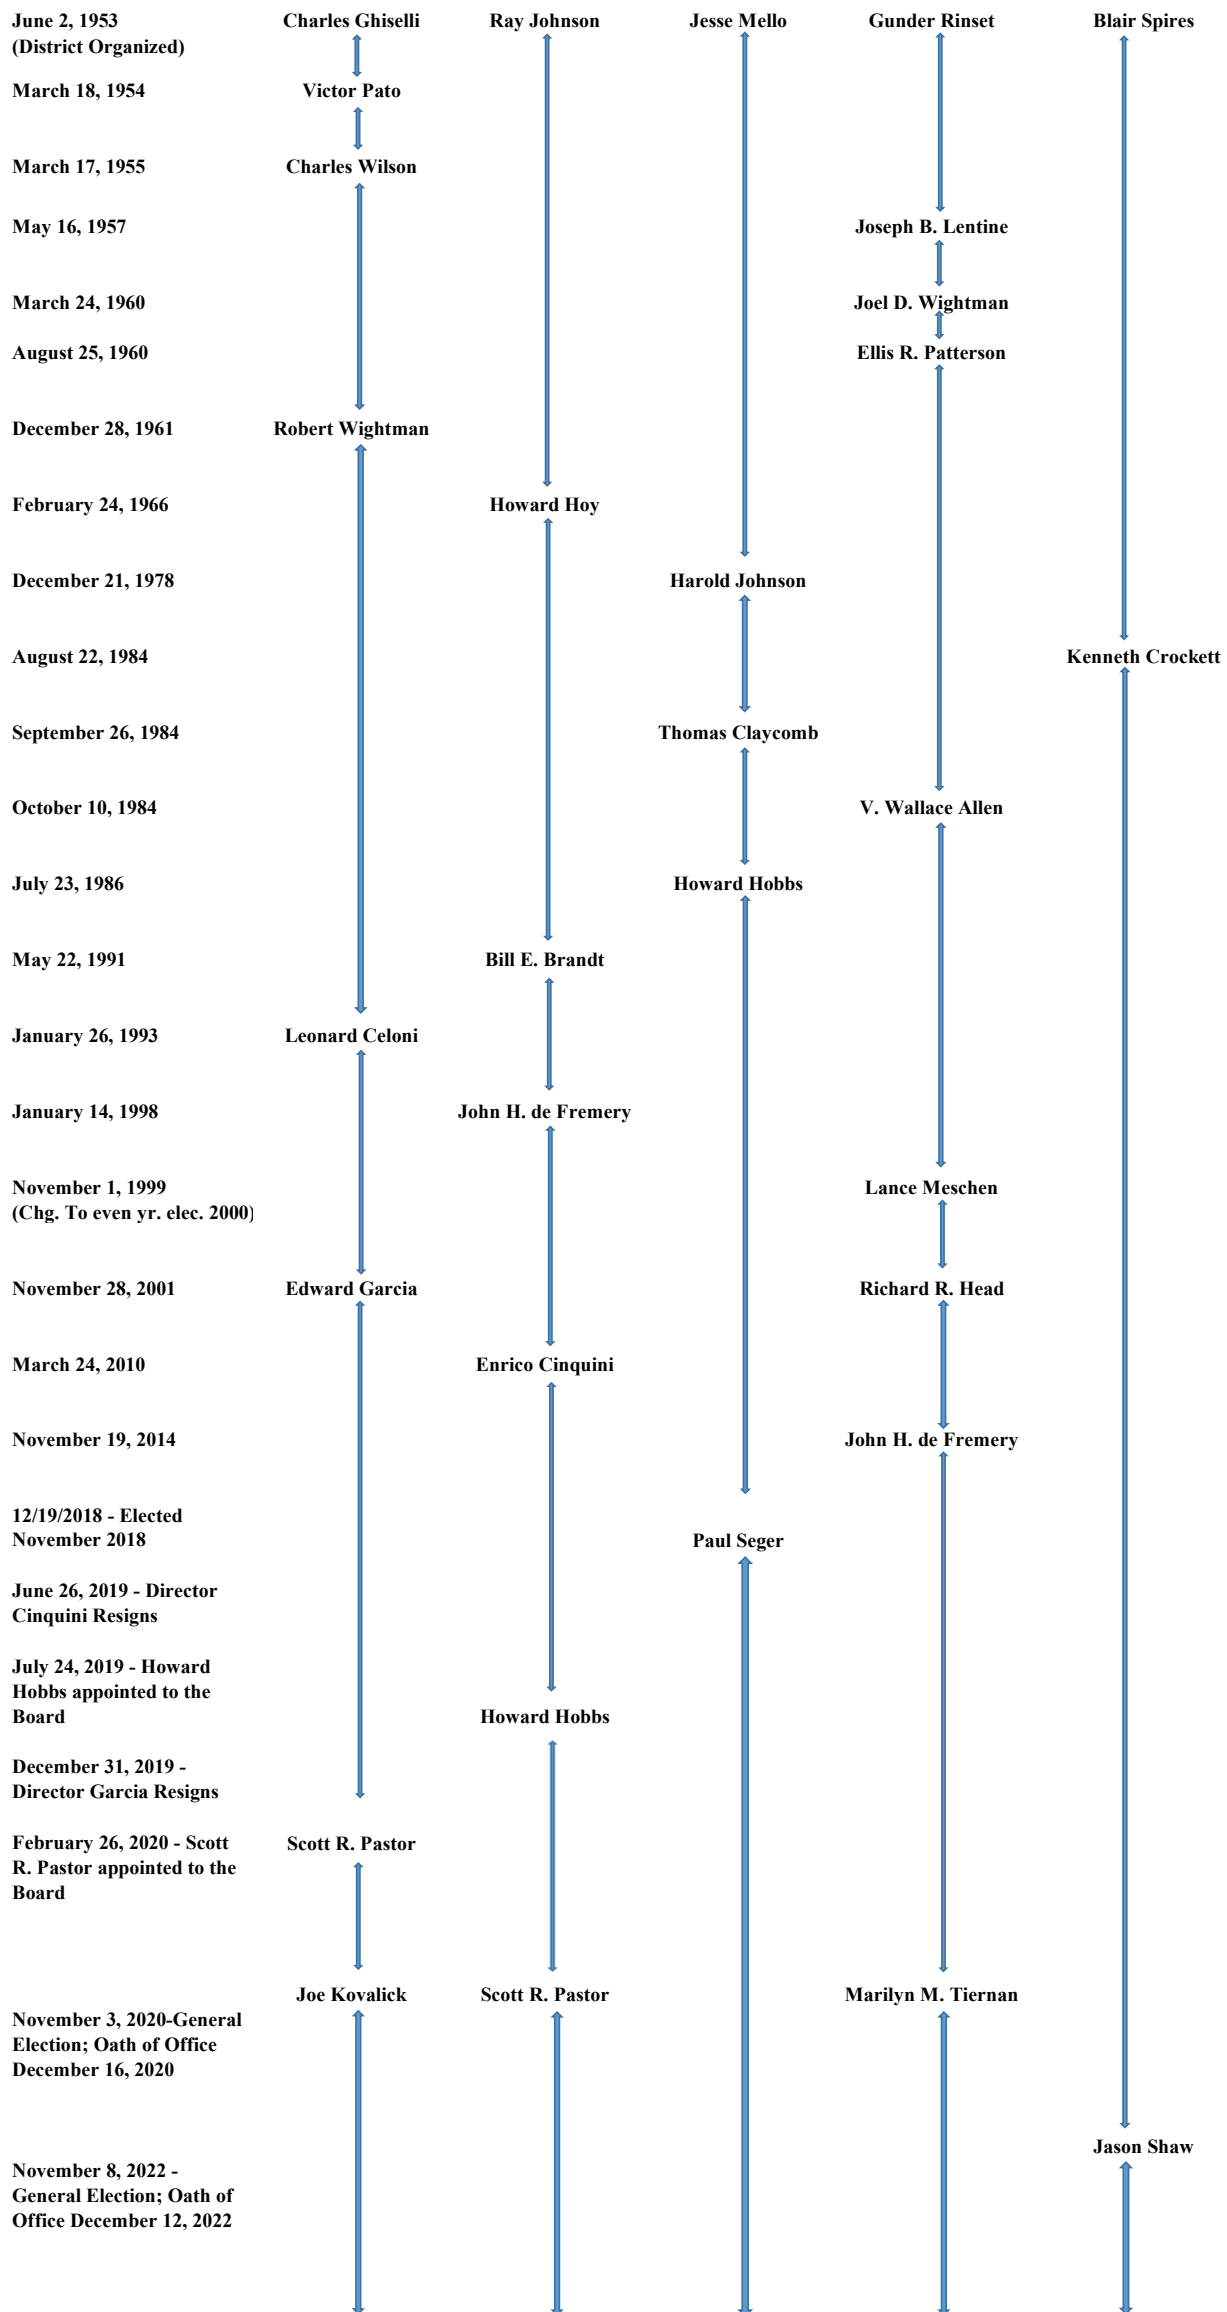 June 2, 1953 Charles Ghiselli Ray Johnson Jesse Mello Gunder Rinset Blair Spires
(District Organized)
March 18, 1954 Victor Pato
March 17, 1955 Charles Wilson
May 16, 1957 Joseph B. Lentine
March 24, 1960 Joel D. Wightman
August 25, 1960 Ellis R. Patterson
December 28, 1961 Robert Wightman
February 24, 1966 Howard Hoy
December 21, 1978 Harold Johnson
August 22, 1984 Kenneth Crockett
September 26, 1984 Thomas Claycomb
October 10, 1984 V. Wallace Allen
July 23, 1986 Howard Hobbs
May 22, 1991 Bill E. Brandt
January 26, 1993 Leonard Celoni
January 14, 1998 John H. de Fremery
November 1, 1999 Lance Meschen
(Chg. To even yr. elec. 2000)
November 28, 2001 Edward Garcia Richard R. Head
March 24, 2010 Enrico Cinquini
November 19, 2014 John H. de Fremery
12/19/2018 - Elected
November 2018 Paul Seger
June 26, 2019 - Director
Cinquini Resigns
July 24, 2019 - Howard
Hobbs appointed to the
Board Howard Hobbs
December 31, 2019 -
Director Garcia Resigns
February 26, 2020 - Scott Scott R. Pastor
R. Pastor appointed to the
Board
Joe Kovalick Scott R. Pastor Marilyn M. Tiernan
November 3, 2020-General
Election; Oath of Office
December 16, 2020
Jason Shaw
November 8, 2022 -
General Election; Oath of
Office December 12, 2022